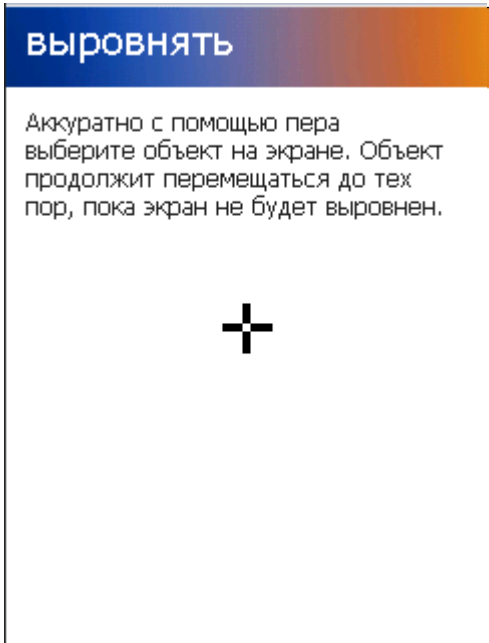 выровнять
Аккуратно с помощью пера
выберите объект на экране. Объект
продолжит перемещаться до тех
пор, пока экран не будет выровнен.